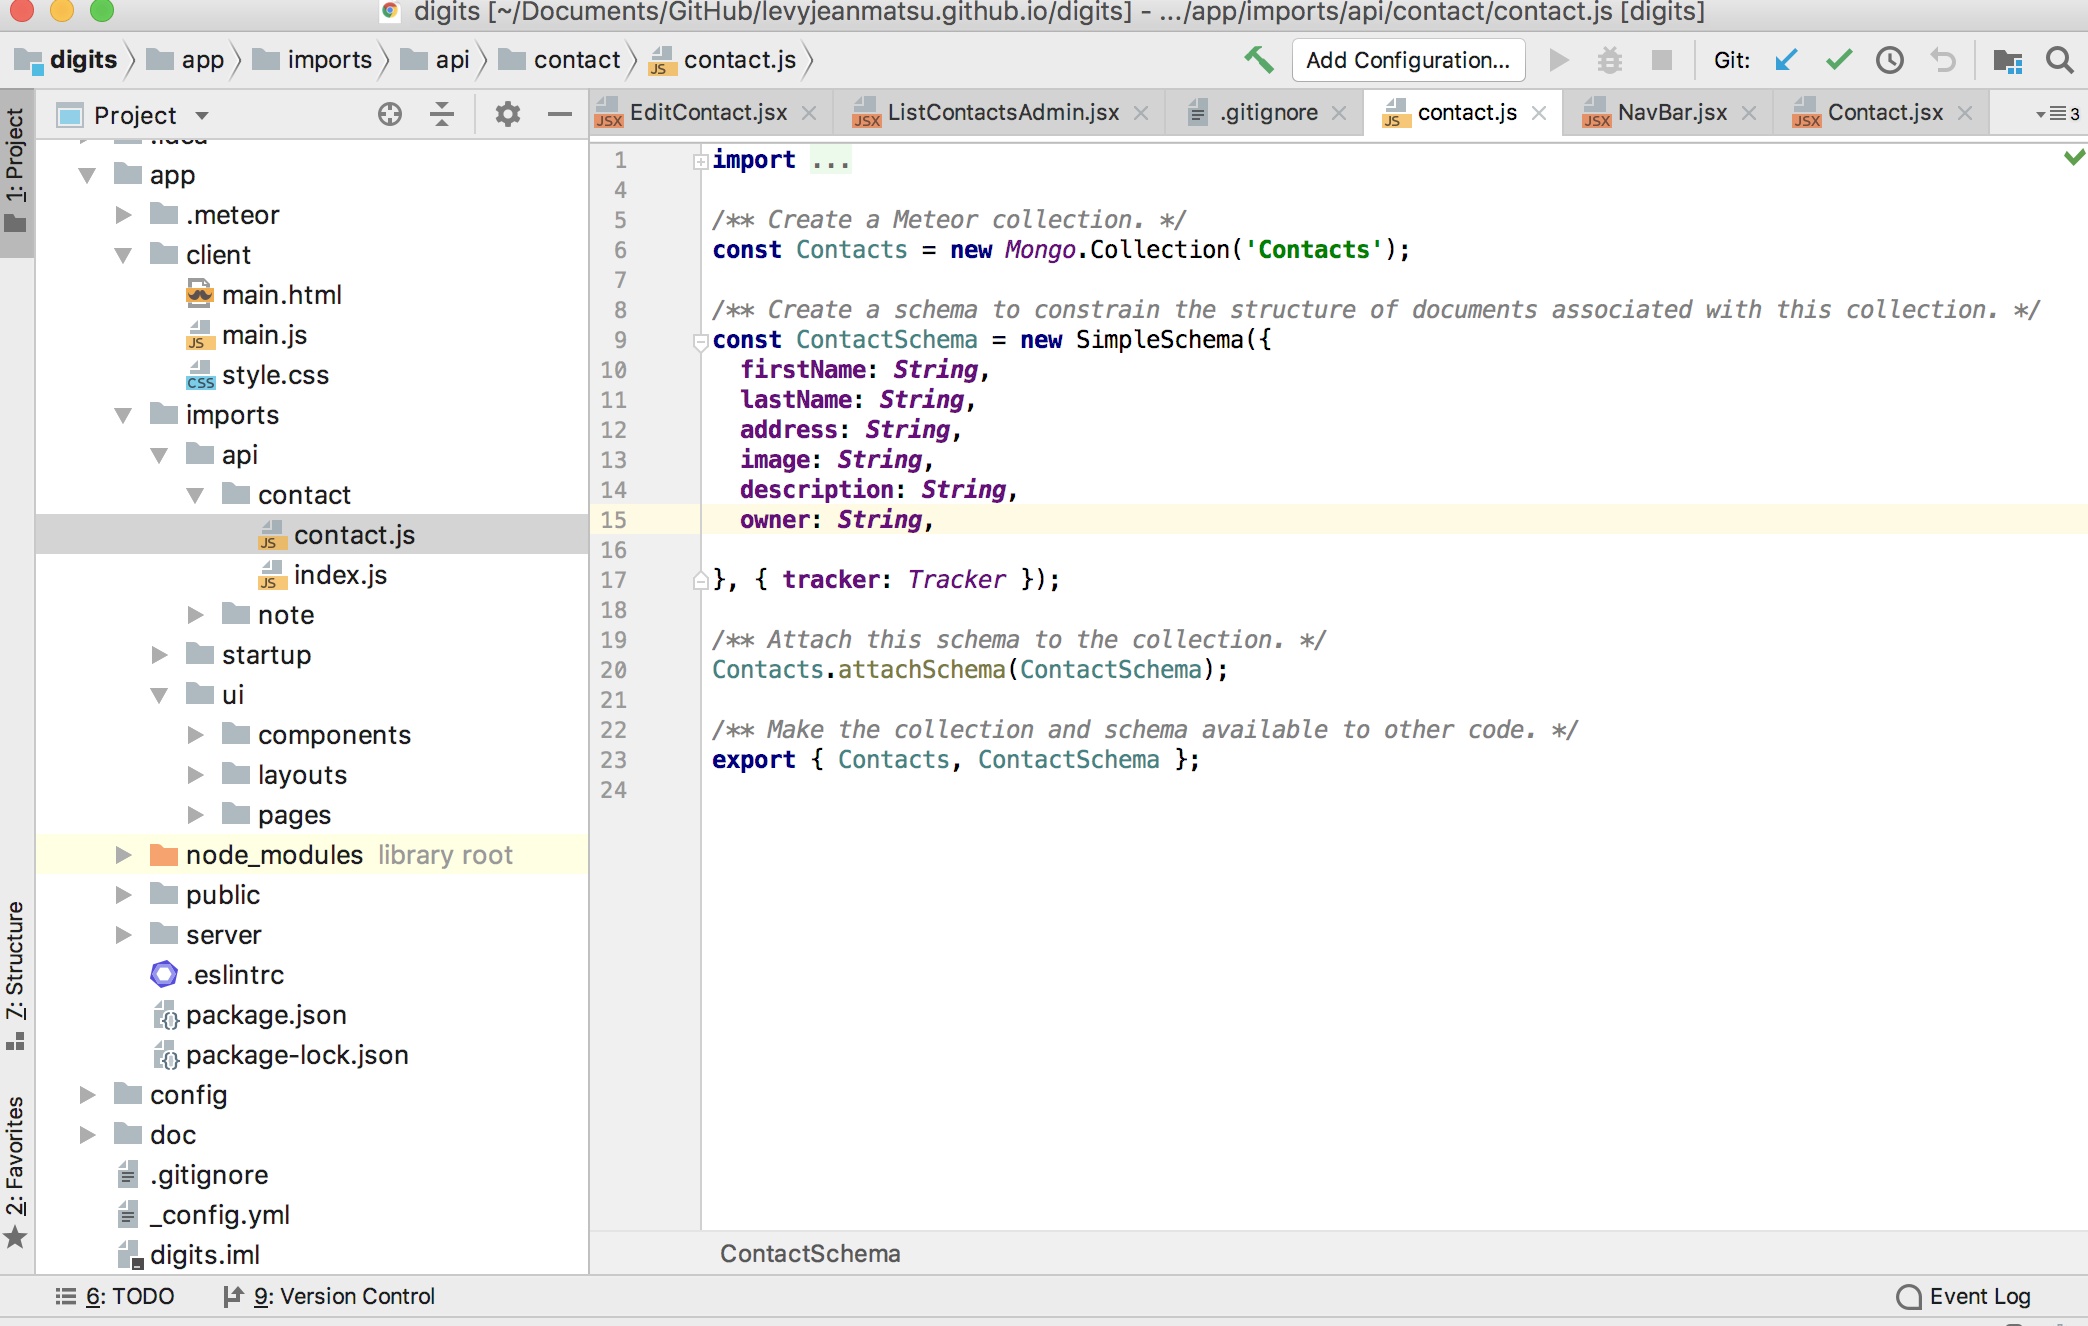 digits [~/Documents/GitHub/levyjeanmatsu.github.io/digits] - .../app/imports/api/contact/contact.js [digits]
digits app imports api contact contact.js Add Configuration... Git:
1: Project
7: Structure
2: Favorites
Project
EditContact.jsx ListContactsAdmin.jsx .gitignore contact.js NavBar.jsx Contact.jsx 3
.idea
app
.meteor
client
main.html
main.js
style.css
imports
api
contact
contact.js
index.js
note
startup
ui
components
layouts
pages
node_modules library root
public
server
.eslintrc
package.json
package-lock.json
config
doc
.gitignore
_config.yml
digits.iml
1 import ...
4
5 /** Create a Meteor collection. */
6 const Contacts = new Mongo.Collection('Contacts');
7
8 /** Create a schema to constrain the structure of documents associated with this collection. */
9 const ContactSchema = new SimpleSchema({
10 firstName: String,
11 lastName: String,
12 address: String,
13 image: String,
14 description: String,
15 owner: String,
16
17 }, { tracker: Tracker });
18
19 /** Attach this schema to the collection. */
20 Contacts.attachSchema(ContactSchema);
21
22 /** Make the collection and schema available to other code. */
23 export { Contacts, ContactSchema };
24
ContactSchema
6: TODO 9: Version Control Event Log